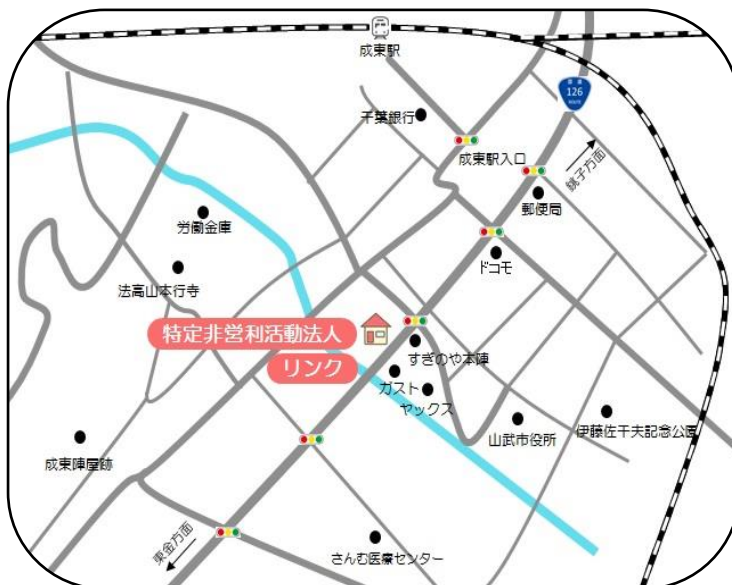 成東駅
国道
126
ROUTE
千葉銀行
成東駅入口
銚子方面
郵便局
労働金庫
ドコモ
法高山本行寺
特定非営利活動法人
リンク
すぎのや本陣
ガスト
ヤックス
山武市役所
伊藤佐千夫記念公園
成東陣屋跡
東金方面
さんむ医療センター